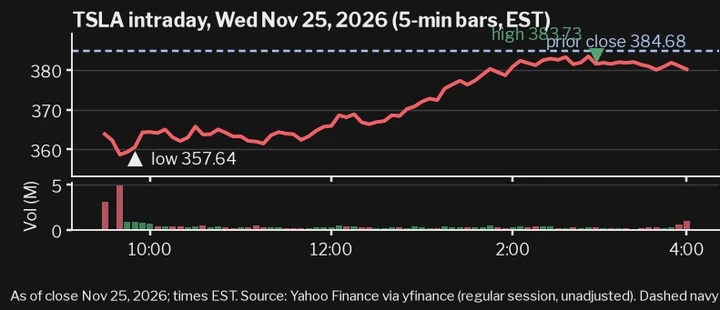 TSLA intraday, Wed Nov 25, 2026 (5-min bars, EST)
high 383.73
prior close 384.68
380
370
360
low 357.64
Vol (M)
5
0
10:00 12:00 2:00 4:00
As of close Nov 25, 2026; times EST. Source: Yahoo Finance via yfinance (regular session, unadjusted). Dashed navy